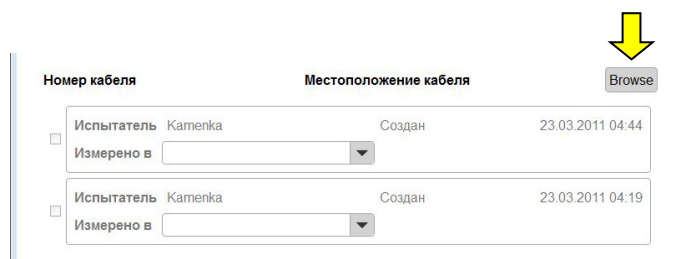 Номер кабеля Местоположение кабеля Browse
Испытатель Kamenka Создан 23.03.2011 04:44
Измерено в
Испытатель Kamenka Создан 23.03.2011 04:19
Измерено в